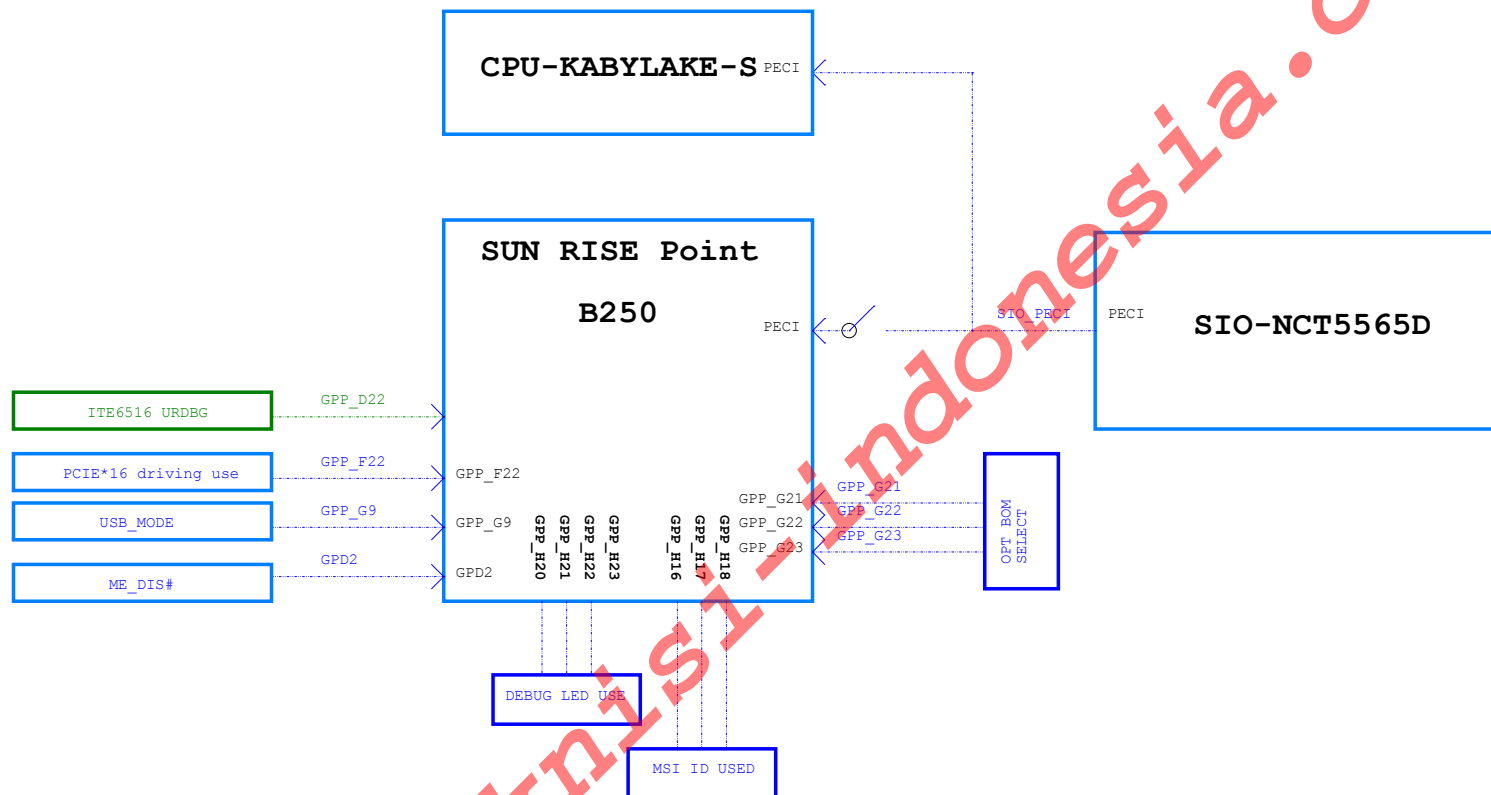 CPU-KABYLAKE-S
PECI
SUN RISE Point
B250
PECI
SIO_PECI
PECI
SIO-NCT5565D
ITE6516 URDBG
GPP_D22
PCIE*16 driving use
GPP_F22
GPP_F22
USB_MODE
GPP_G9
GPP_G9
ME_DIS#
GPD2
GPD2
GPP_H20
GPP_H21
GPP_H22
GPP_H23
GPP_H16
GPP_H17
GPP_H18
GPP_G21
GPP_G22
GPP_G23
GPP_G21
GPP_G22
GPP_G23
OPT BOM
SELECT
DEBUG LED USE
MSI ID USED
knisi-indonesia.c